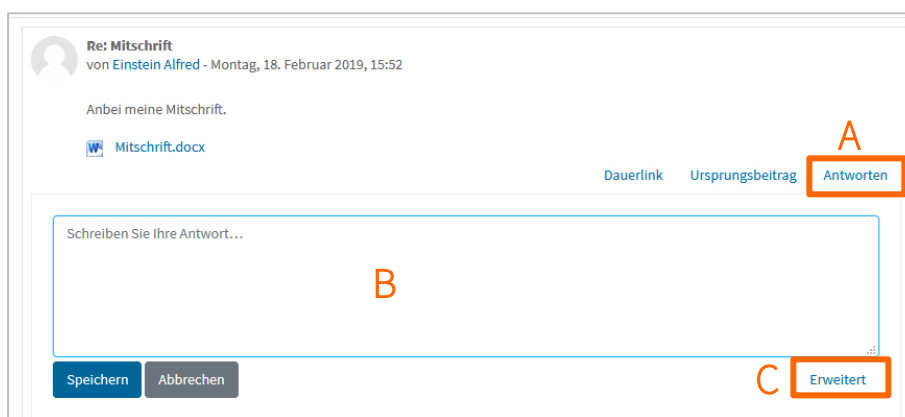 Re: Mitschrift
von Einstein Alfred - Montag, 18. Februar 2019, 15:52
Anbei meine Mitschrift.
Mitschrift.docx
A
Dauerlink Ursprungsbeitrag Antworten
Schreiben Sie Ihre Antwort...
B
Speichern Abbrechen C Erweitert